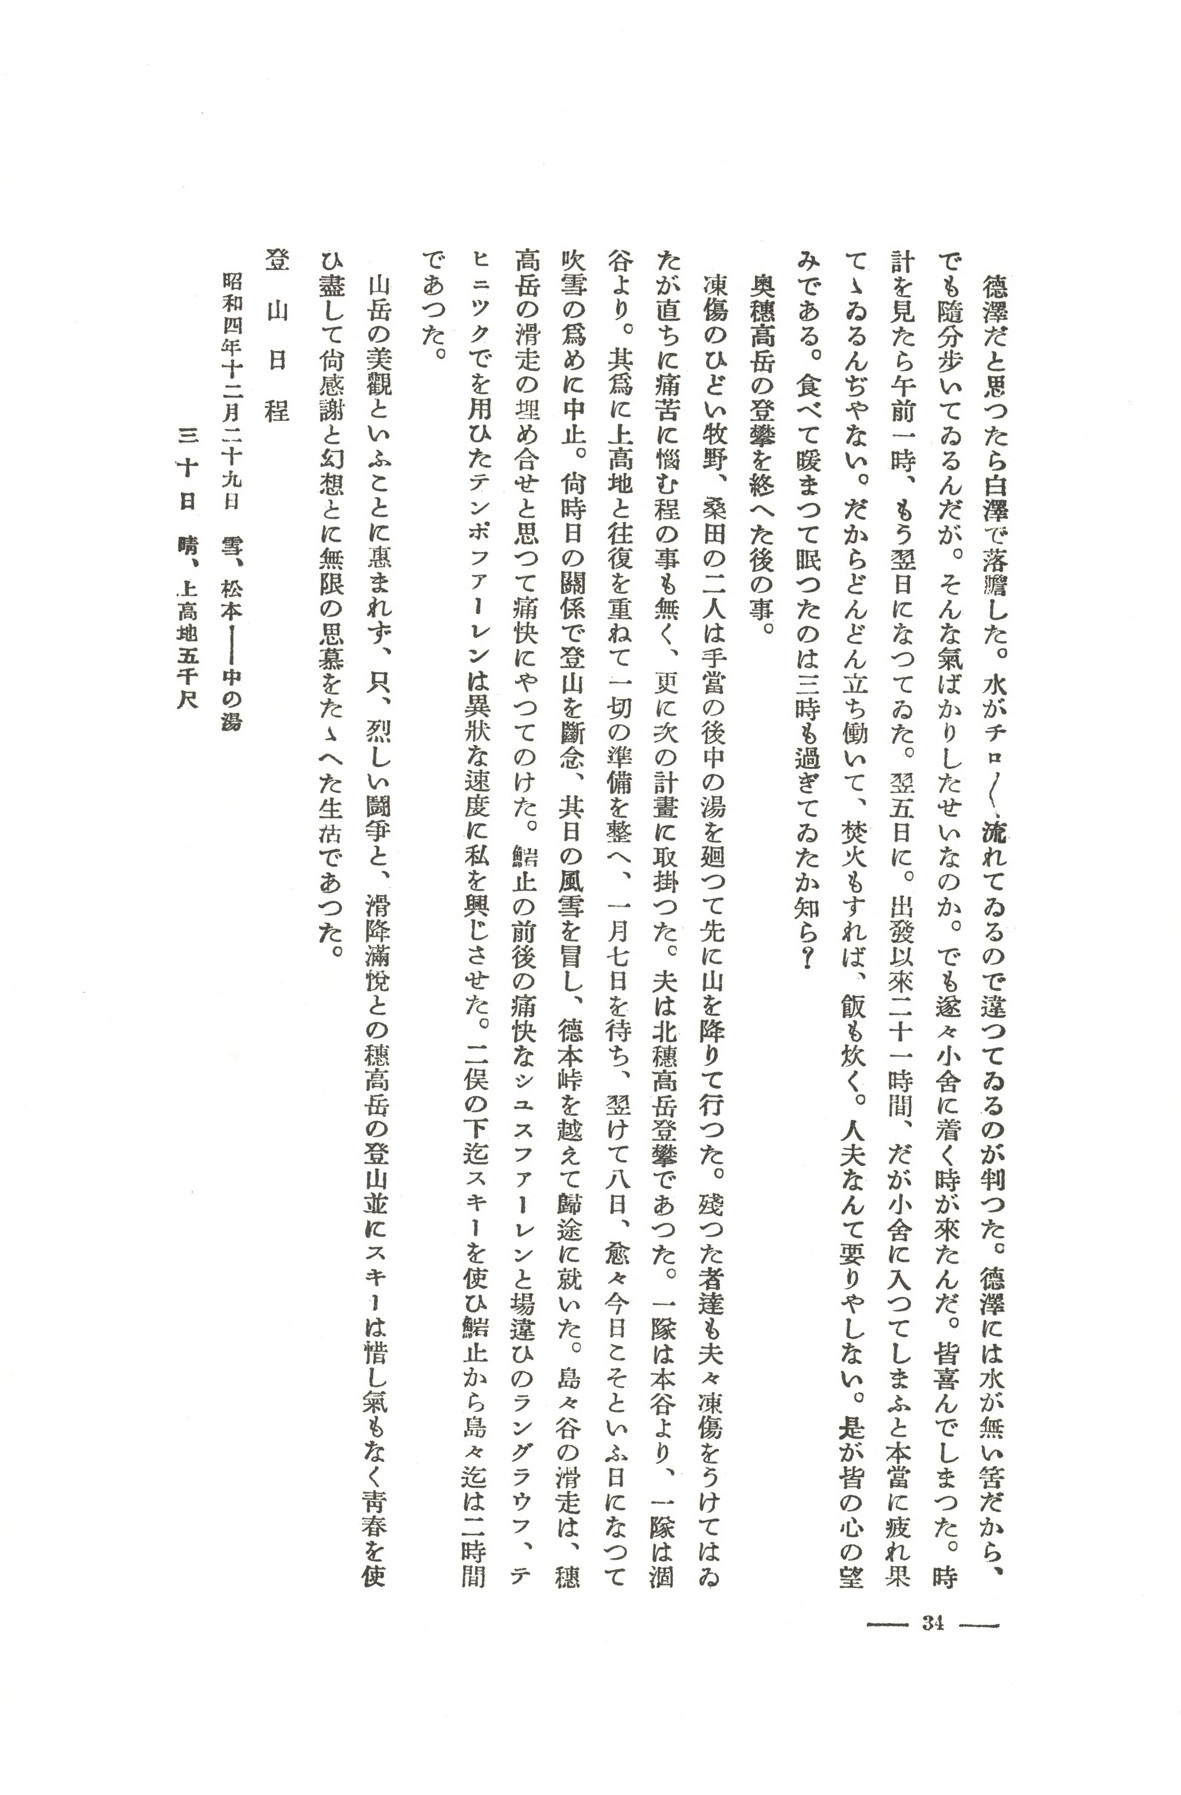 德澤だと思つたら白澤で落膽した。水がチロ〱流れてゐるので違つてゐるのが判つた。德澤には水が無い筈だから、
でも隨分步いてゐるんだが。そんな氣ばかりしたせいなのか。でも遂々小舍に着く時が來たんだ。皆喜んでしまつた。時
計を見たら午前一時、もう翌日になつてゐた。翌五日に。出發以來二十一時間、だが小舍に入つてしまふと本當に疲れ果
てゝゐるんぢやない。だからどんどん立ち働いて、焚火もすれば、飯も炊く。人夫なんて要りやしない。是が皆の心の望
みである。食べて暖まつて眠つたのは三時も過ぎてゐたか知ら?
奥穗高岳の登攀を終へた後の事。
凍傷のひどい牧野、桑田の二人は手當の後中の湯を廻つて先に山を降りて行つた。殘つた者達も夫々凍傷をうけてはゐ
たが直ちに痛苦に惱む程の事も無く、更に次の計畫に取掛つた。夫は北穗高岳登攀であつた。一隊は本谷より、一隊は涸
谷より。其爲に上高地と往復を重ねて一切の準備を整へ、一月七日を待ち、翌けて八日、愈々今日こそといふ日になつて
吹雪の爲めに中止。尙時日の關係で登山を斷念、其日の風雪を冒し、德本峠を越えて歸途に就いた。島々谷の滑走は、穗
高岳の滑走の埋め合せと思つて痛快にやつてのけた。鮱止の前後の痛快なシュスファーレンと場違ひのラングラウフ、テ
ヒニツクでを用ひたテンポファーレンは異狀な速度に私を興じさせた。二俣の下迄スキーを使ひ鮱止から島々迄は二時間
であつた。
山岳の美觀といふことに惠まれず、只、烈しい鬪爭と、滑降滿悅との穗高岳の登山並にスキーは惜し氣もなく靑春を使
ひ盡して尙感謝と幻想とに無限の思慕をたゝへた生活であつた。
登山日程
昭和四年十二月二十九日 雪、松本——中の湯
三十日 晴、上高地五千尺
— 34 —